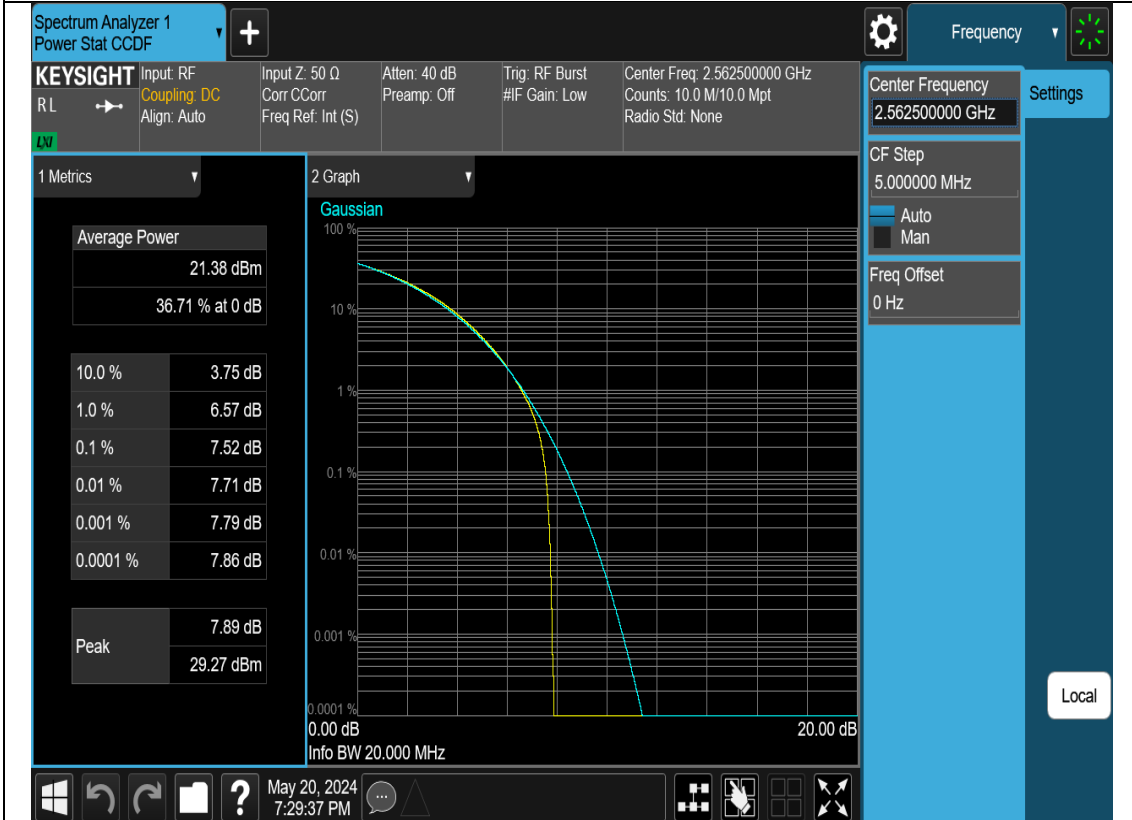 Spectrum Analyzer 1
Power Stat CCDF
Frequency
KEYSIGHT
RL
LXI
Input: RF
Coupling: DC
Align: Auto
Input Z: 50 Ω
Corr CCorr
Freq Ref: Int (S)
Atten: 40 dB
Preamp: Off
Trig: RF Burst
#IF Gain: Low
Center Freq: 2.562500000 GHz
Counts: 10.0 M/10.0 Mpt
Radio Std: None
Center Frequency
2.562500000 GHz
Settings
CF Step
5.000000 MHz
Auto
Man
Freq Offset
0 Hz
Local
1 Metrics
Average Power
21.38 dBm
36.71 % at 0 dB
10.0 % 3.75 dB
1.0 % 6.57 dB
0.1 % 7.52 dB
0.01 % 7.71 dB
0.001 % 7.79 dB
0.0001 % 7.86 dB
Peak 7.89 dB
29.27 dBm
2 Graph
Gaussian
100 %
10 %
1 %
0.1 %
0.01 %
0.001 %
0.0001 %
0.00 dB 20.00 dB
Info BW 20.000 MHz
?
May 20, 2024
7:29:37 PM